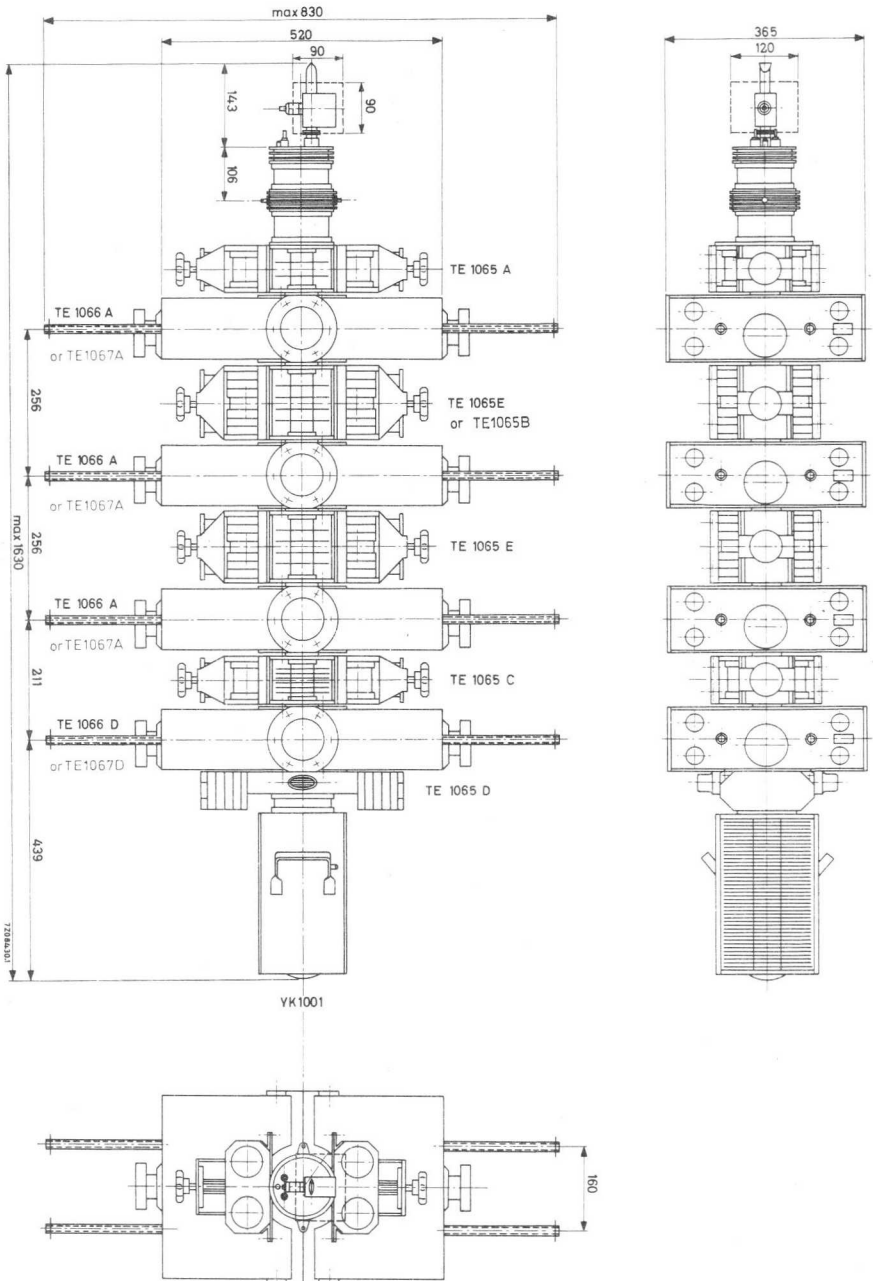 max 830
520
90
143
90
106
TE 1065 A
TE 1066 A
or TE1067A
256
TE 1065E
or TE1065B
TE 1066 A
or TE1067A
max 1630
256
TE 1065 E
TE 1066 A
or TE1067A
211
TE 1065 C
TE 1066 D
or TE1067D
TE 1065 D
439
YK1001
365
120
160